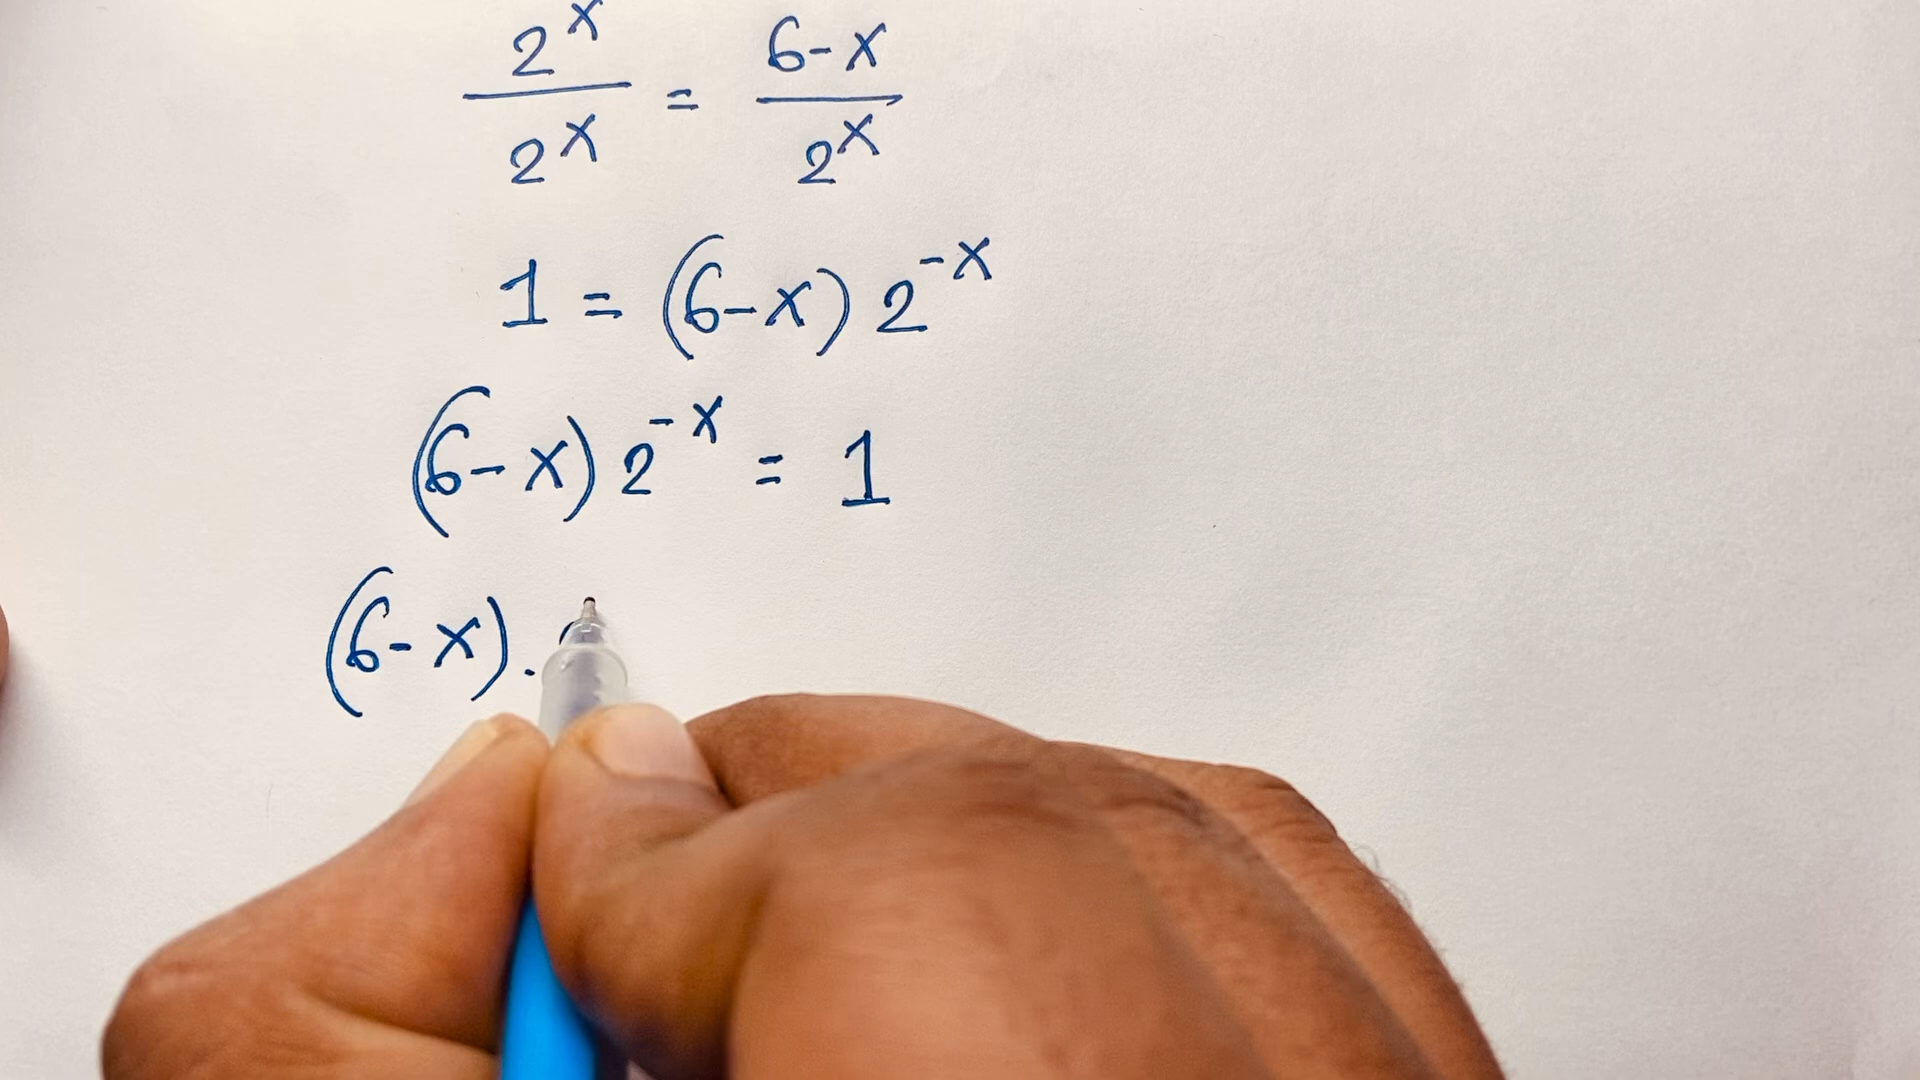 2^x / 2^x = 6-x / 2^x
1 = (6-x) 2^-x
(6-x) 2^-x = 1
(6-x).